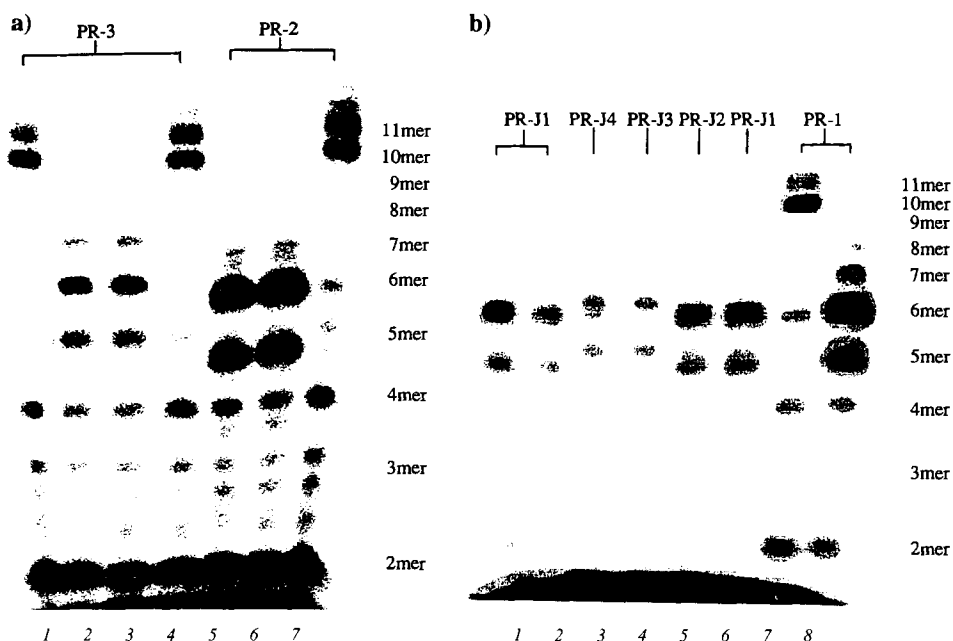 a)
PR-3
PR-2
11mer
10mer
9mer
8mer
7mer
6mer
5mer
4mer
3mer
2mer
1 2 3 4 5 6 7
b)
PR-J1 PR-J4 PR-J3 PR-J2 PR-J1 PR-1
11mer
10mer
9mer
8mer
7mer
6mer
5mer
4mer
3mer
2mer
1 2 3 4 5 6 7 8